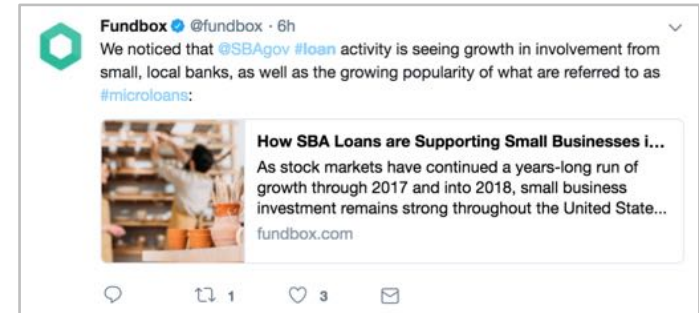 Fundbox @fundbox · 6h
We noticed that @SBAgov #loan activity is seeing growth in involvement from
small, local banks, as well as the growing popularity of what are referred to as
#microloans:
How SBA Loans are Supporting Small Businesses i...
As stock markets have continued a years-long run of
growth through 2017 and into 2018, small business
investment remains strong throughout the United State...
fundbox.com
1 3